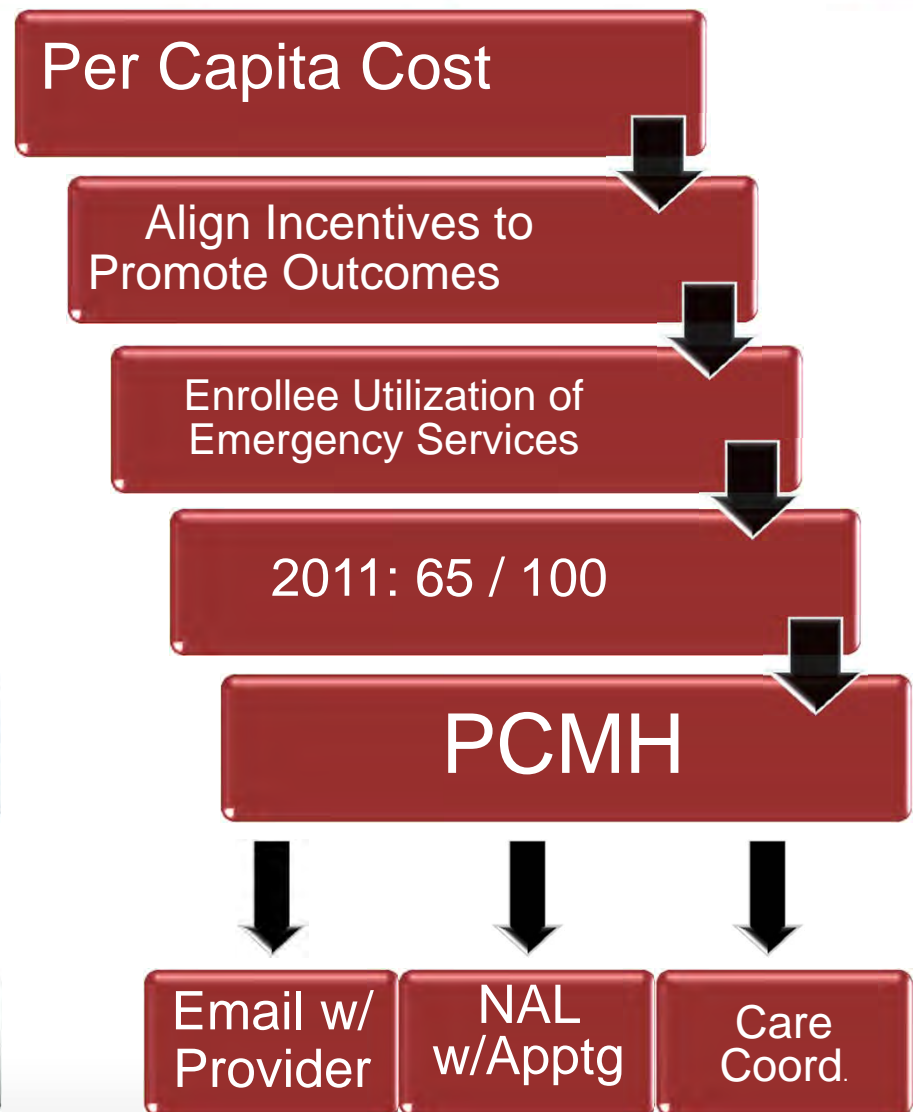 Per Capita Cost
Align Incentives to
Promote Outcomes
Enrollee Utilization of
Emergency Services
2011: 65 / 100
PCMH
Email w/
Provider
NAL
w/Apptg
Care
Coord.